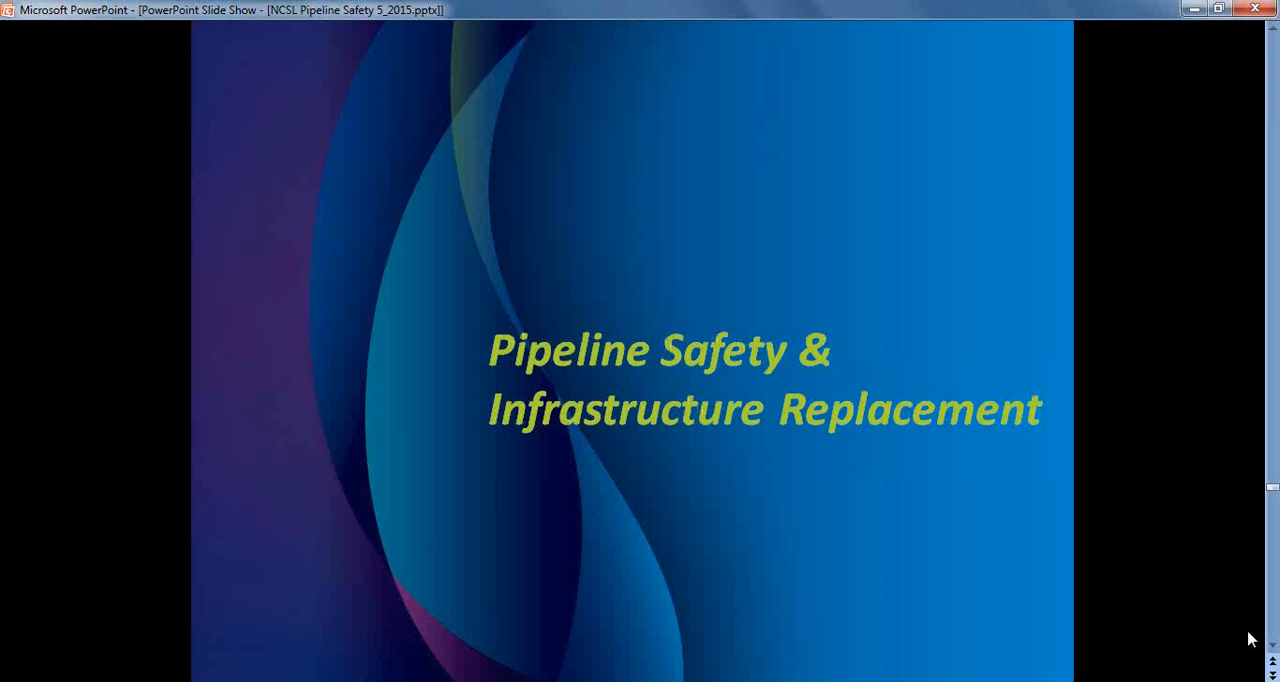 Microsoft PowerPoint - [PowerPoint Slide Show - [NCSL Pipeline Safety 5_2015.pptx]]
Pipeline Safety &
Infrastructure Replacement